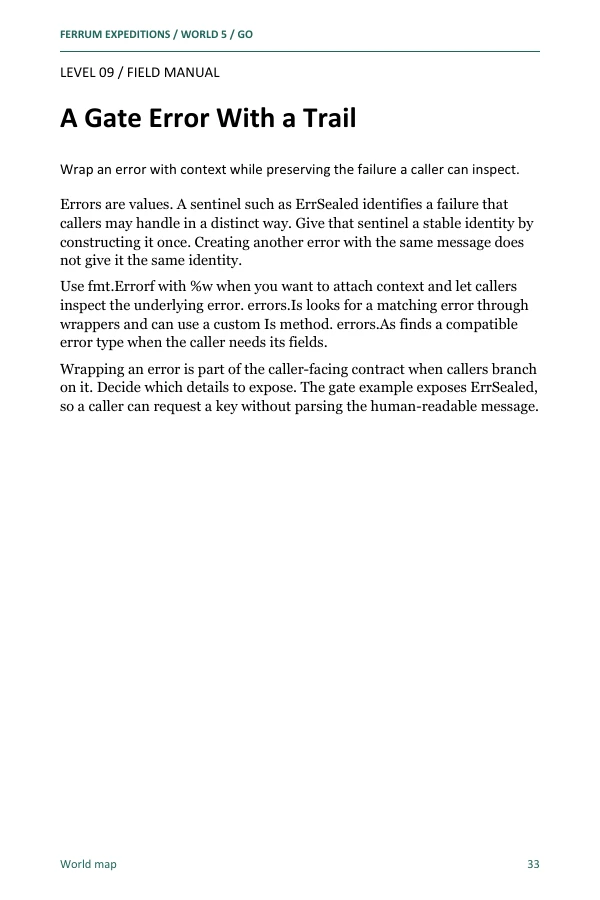 FERRUM EXPEDITIONS / WORLD 5 / GO
LEVEL 09 / FIELD MANUAL
A Gate Error With a Trail
Wrap an error with context while preserving the failure a caller can inspect.
Errors are values. A sentinel such as ErrSealed identifies a failure that
callers may handle in a distinct way. Give that sentinel a stable identity by
constructing it once. Creating another error with the same message does
not give it the same identity.
Use fmt.Errorf with %w when you want to attach context and let callers
inspect the underlying error. errors.Is looks for a matching error through
wrappers and can use a custom Is method. errors.As finds a compatible
error type when the caller needs its fields.
Wrapping an error is part of the caller-facing contract when callers branch
on it. Decide which details to expose. The gate example exposes ErrSealed,
so a caller can request a key without parsing the human-readable message.
World map
33